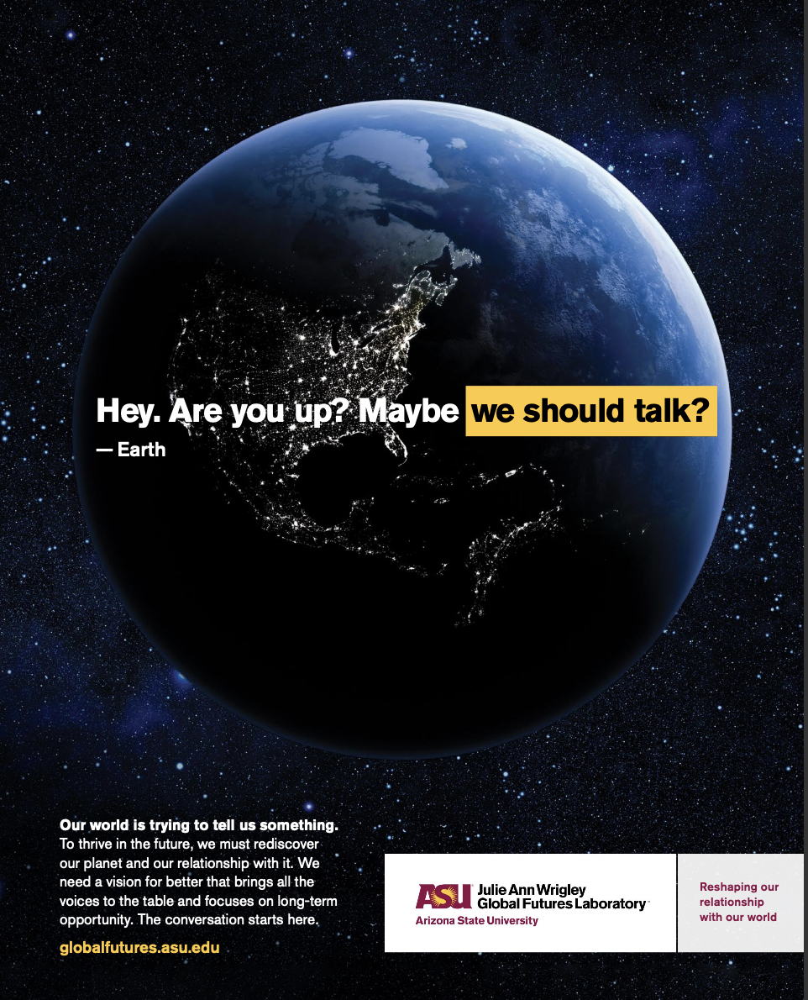 Hey. Are you up? Maybe we should talk?
— Earth
Our world is trying to tell us something.
To thrive in the future, we must rediscover
our planet and our relationship with it. We
need a vision for better that brings all the
voices to the table and focuses on long-term
opportunity. The conversation starts here.
globalfutures.asu.edu
ASU Julie Ann Wrigley
Global Futures Laboratory™
Arizona State University
Reshaping our
relationship
with our world